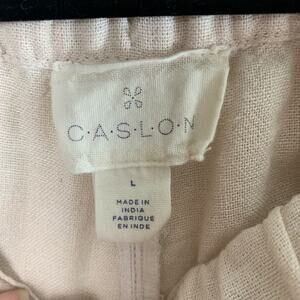 C·A·S·L·O·N
L
MADE IN
INDIA
FABRIQUE
EN INDE